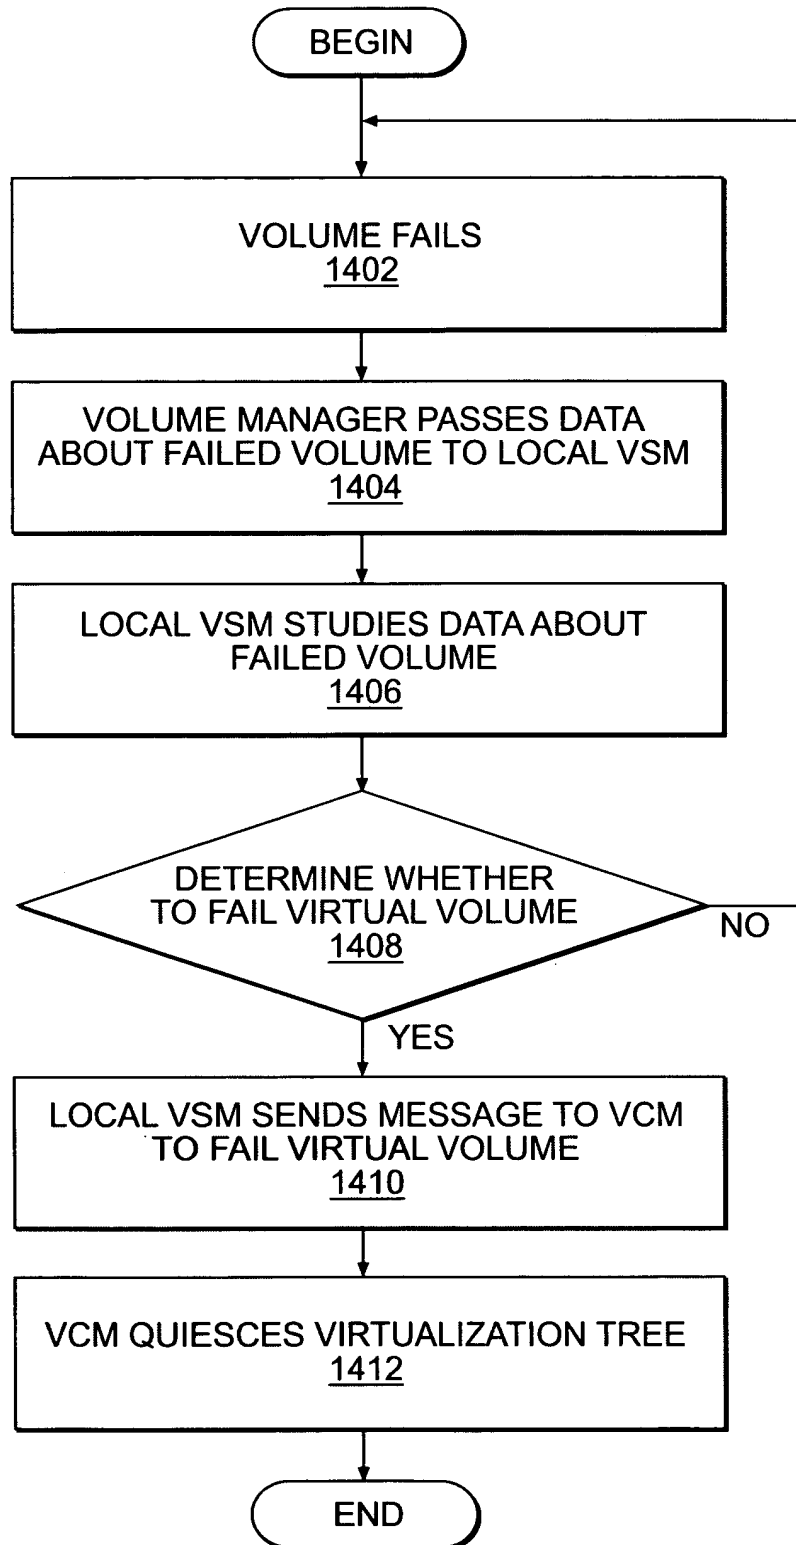 BEGIN
VOLUME FAILS
1402
VOLUME MANAGER PASSES DATA
ABOUT FAILED VOLUME TO LOCAL VSM
1404
LOCAL VSM STUDIES DATA ABOUT
FAILED VOLUME
1406
DETERMINE WHETHER
TO FAIL VIRTUAL VOLUME
1408
NO
YES
LOCAL VSM SENDS MESSAGE TO VCM
TO FAIL VIRTUAL VOLUME
1410
VCM QUIESCES VIRTUALIZATION TREE
1412
END